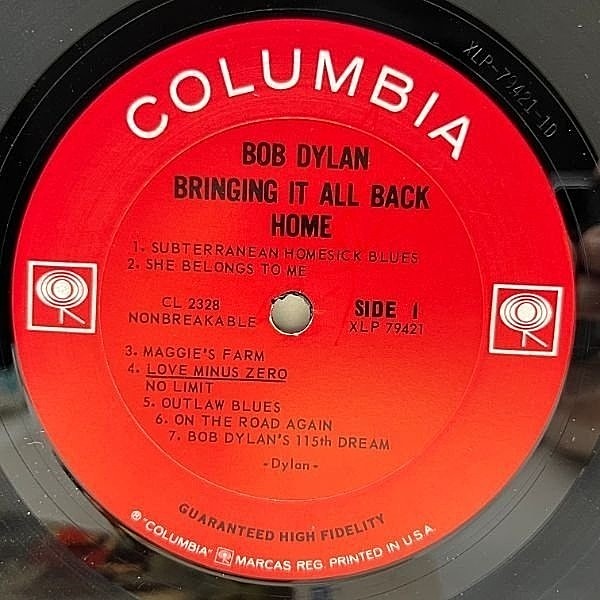 XLP-79421-1D
COLUMBIA
BOB DYLAN
BRINGING IT ALL BACK
HOME
1. SUBTERRANEAN HOMESICK BLUES
2. SHE BELONGS TO ME
CL 2328
NONBREAKABLE
SIDE 1
XLP 79421
3. MAGGIE'S FARM
4. LOVE MINUS ZERO
NO LIMIT
5. OUTLAW BLUES
6. ON THE ROAD AGAIN
7. BOB DYLAN'S 115th DREAM
-Dylan-
GUARANTEED HIGH FIDELITY
® "COLUMBIA" MARCAS REG. PRINTED IN U.S.A.